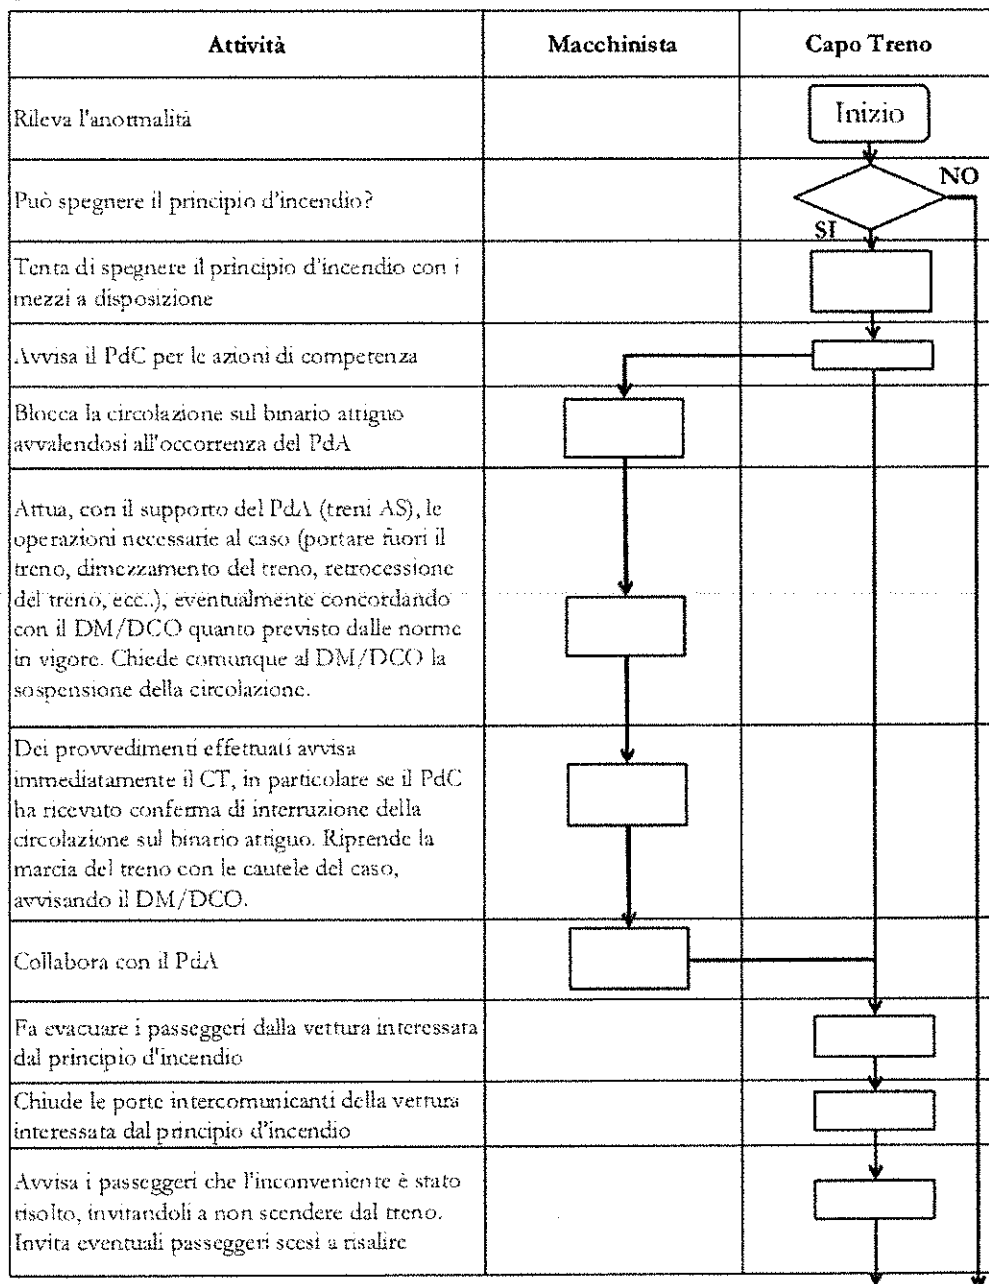 Attività Macchinista Capo Treno
Rileva l'anormalità
Inizio
Può spegnere il principio d'incendio?
NO
SI
Tenta di spegnere il principio d'incendio con i
mezzi a disposizione
Avvisa il PdC per le azioni di competenza
Blocca la circolazione sul binario attiguo
avvalendosi all'occorrenza del PdA
Attua, con il supporto del PdA (treni AS), le
operazioni necessarie al caso (portare fuori il
treno, dimezzamento del treno, retrocessione
del treno, ecc..), eventualmente concordando
con il DM/DCO quanto previsto dalle norme
in vigore. Chiede comunque al DM/DCO la
sospensione della circolazione.
Dei provvedimenti effettuati avvisa
immediatamente il CT, in particolare se il PdC
ha ricevuto conferma di interruzione della
circolazione sul binario attiguo. Riprende la
marcia del treno con le cautele del caso,
avvisando il DM/DCO.
Collabora con il PdA
Fa evacuare i passeggeri dalla vettura interessata
dal principio d'incendio
Chiude le porte intercomunicanti della vettura
interessata dal principio d'incendio
Avvisa i passeggeri che l'inconveniente è stato
risolto, invitandoli a non scendere dal treno.
Invita eventuali passeggeri scesi a risalire